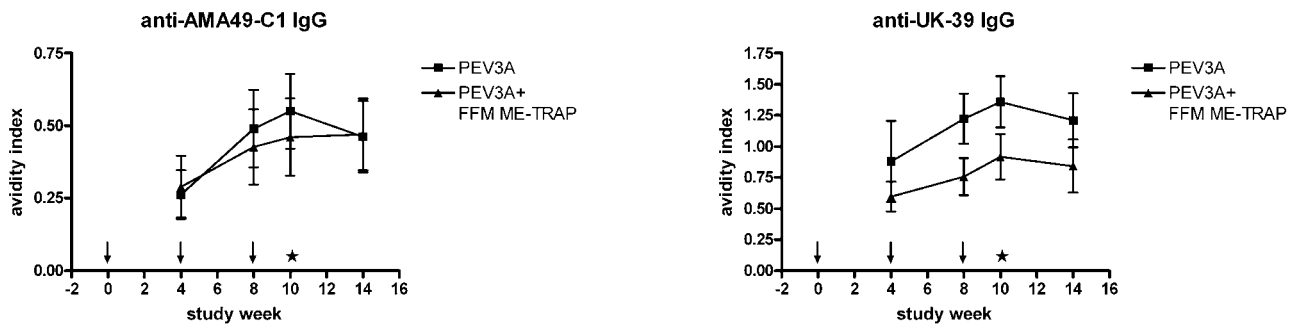 anti-AMA49-C1 IgG
0.75
0.50
0.25
0.00
avidity index
-2 0 2 4 6 8 10 12 14 16
study week
PEV3A
PEV3A+
FFM ME-TRAP
anti-UK-39 IgG
1.75
1.50
1.25
1.00
0.75
0.50
0.25
0.00
avidity index
-2 0 2 4 6 8 10 12 14 16
study week
PEV3A
PEV3A+
FFM ME-TRAP